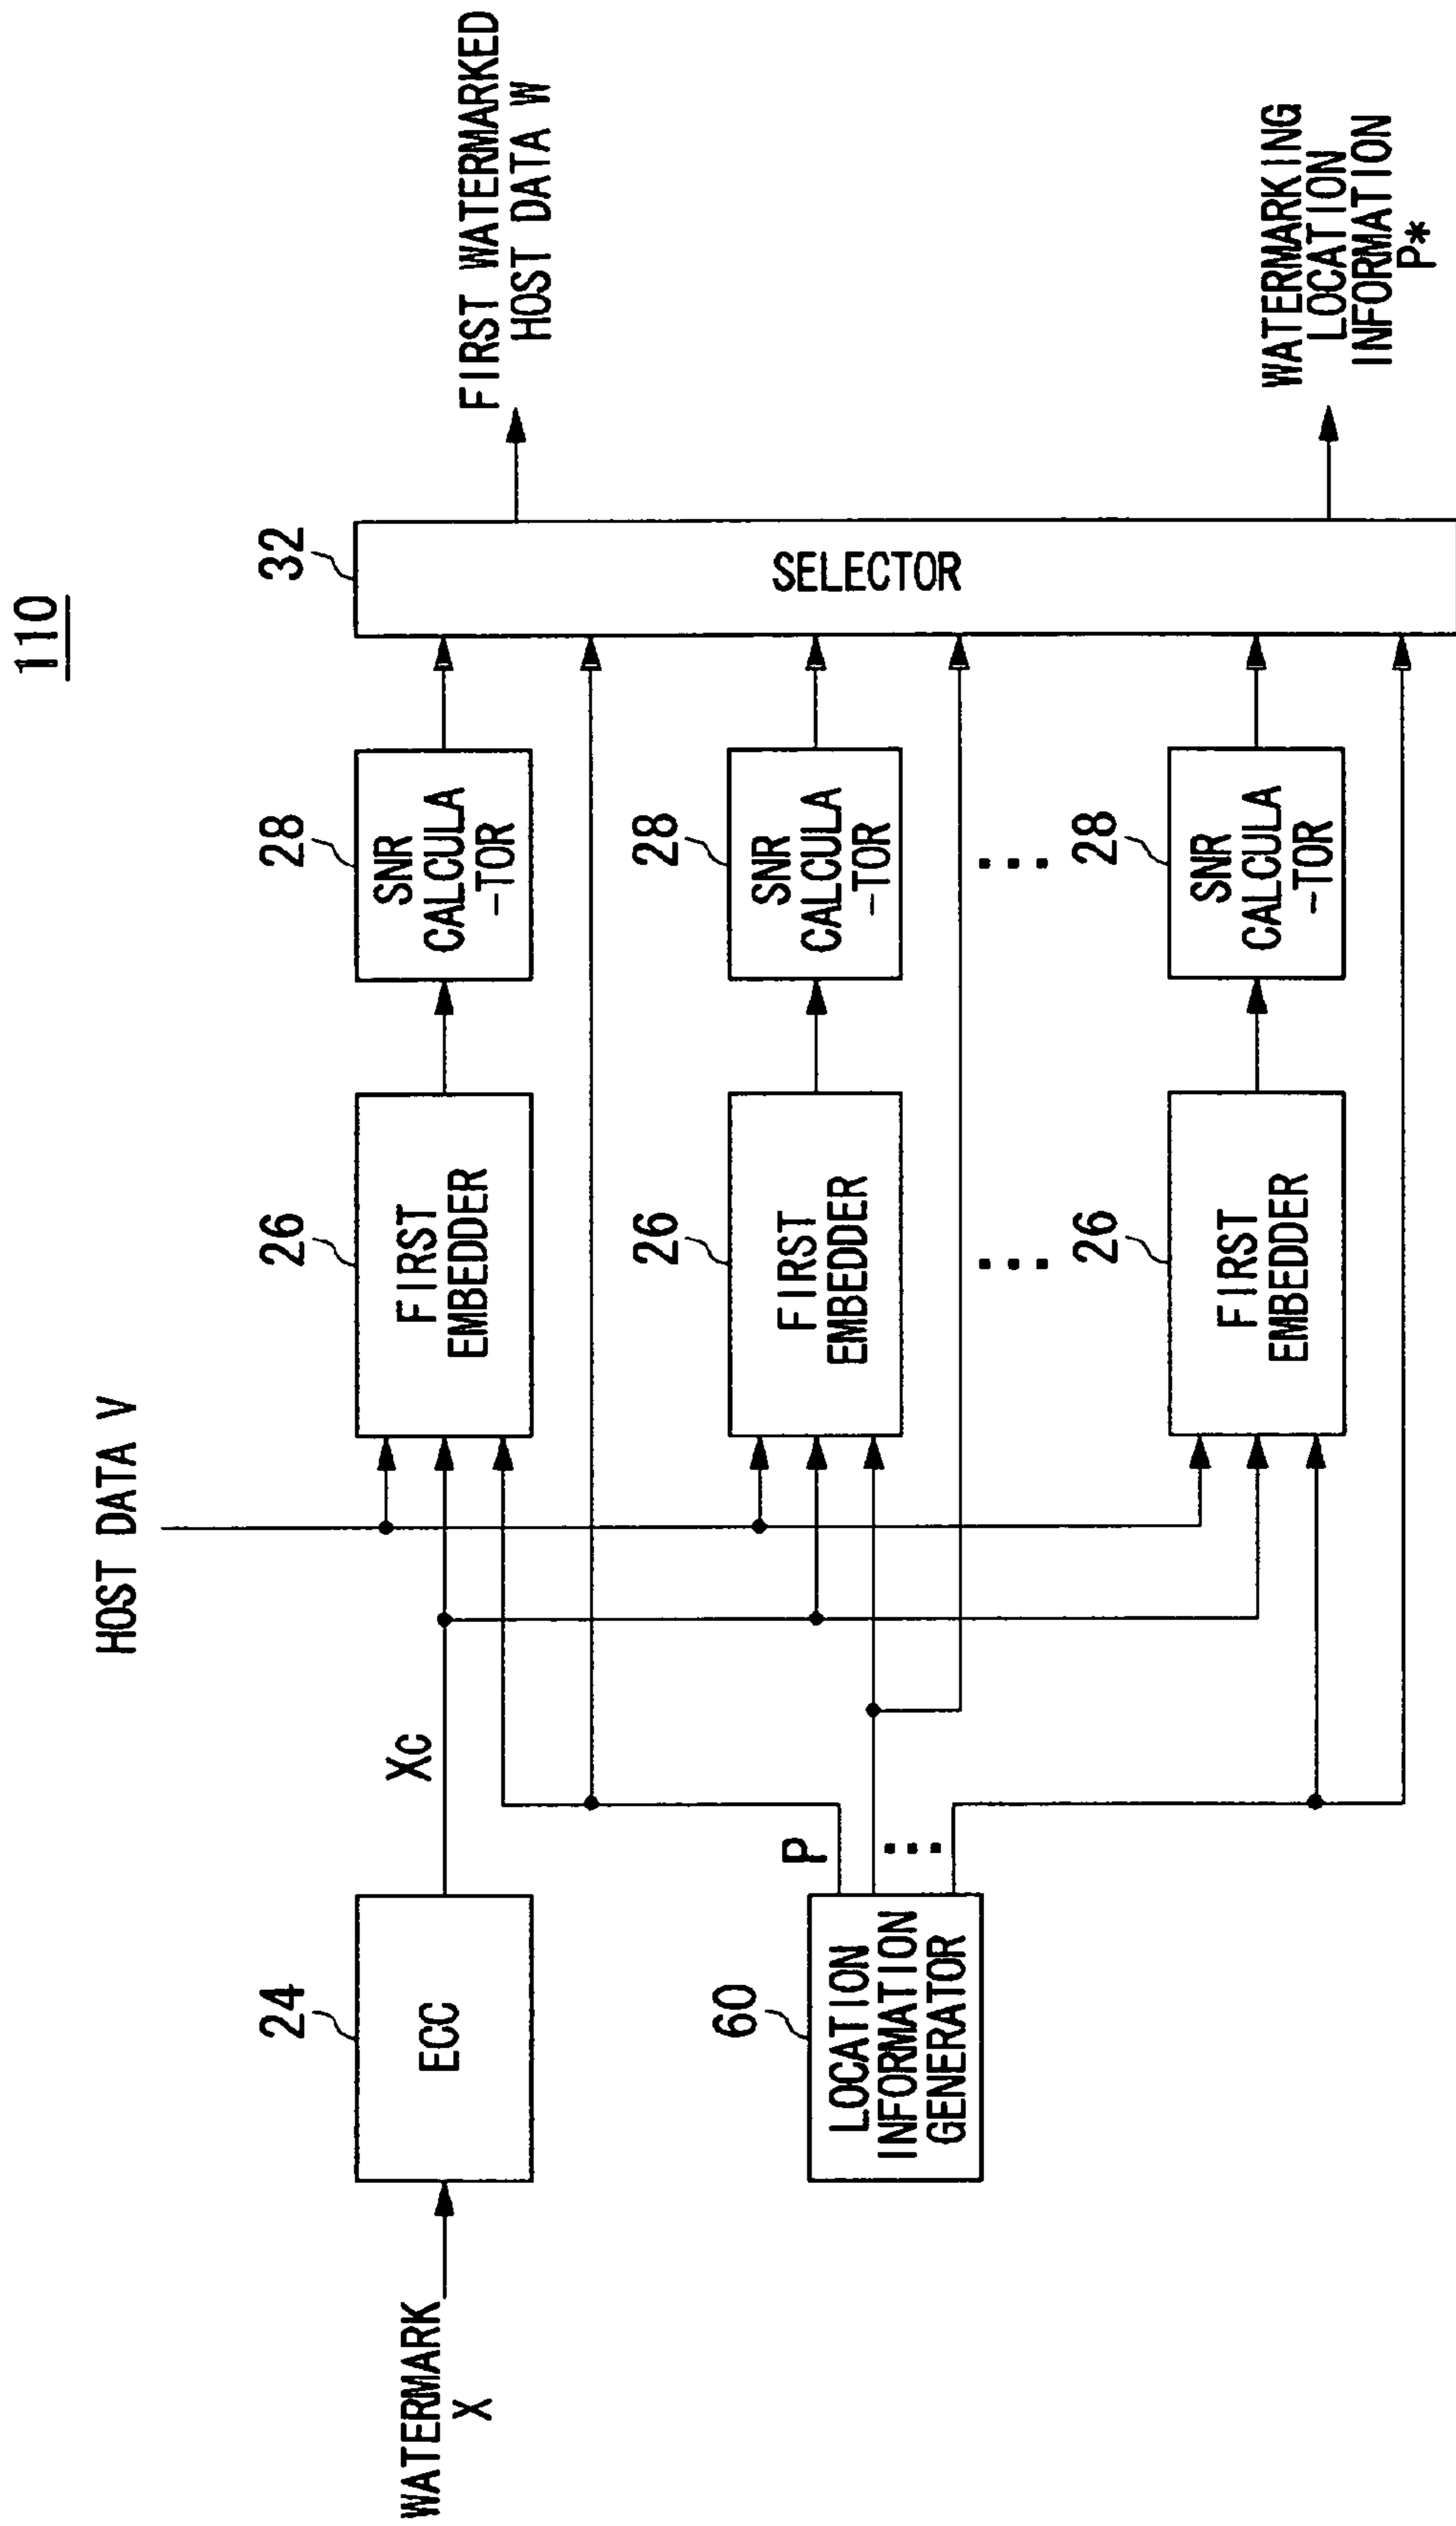 110
HOST DATA V
24
26
28
32
WATERMARK
X
ECC
Xc
FIRST
EMBEDDER
SNR
CALCULA
-TOR
FIRST WATERMARKED
HOST DATA W
60
26
28
LOCATION
INFORMATION
GENERATOR
P
...
FIRST
EMBEDDER
SNR
CALCULA
-TOR
SELECTOR
...
...
26
28
FIRST
EMBEDDER
SNR
CALCULA
-TOR
WATERMARKING
LOCATION
INFORMATION
P*